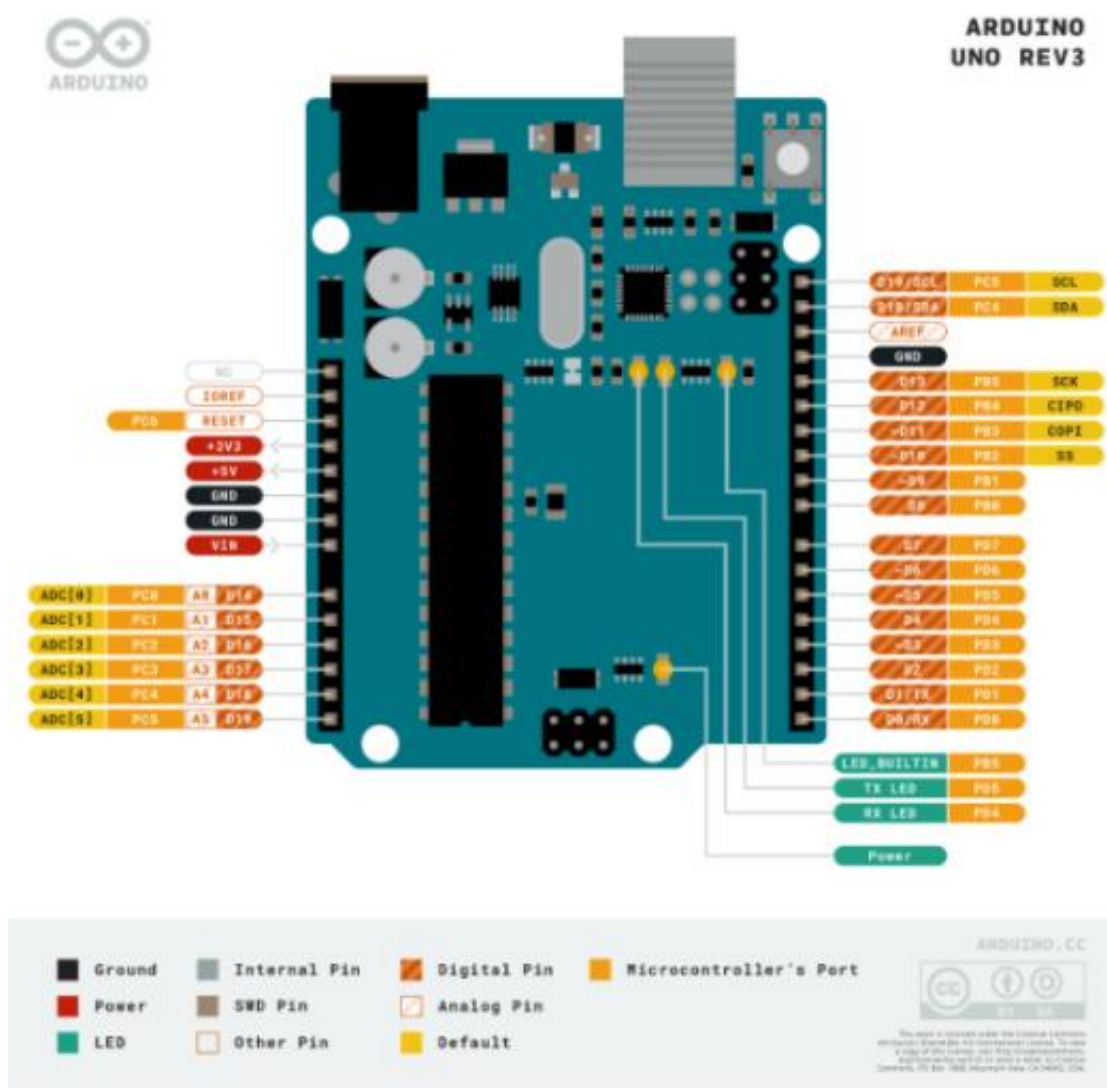 ARDUINO
ARDUINO
UNO REV3
D19/SCL PC5 SCL
D18/SDA PC4 SDA
AREF
GND
D13 PB5 SCK
D12 PB4 CIPO
~D11 PB3 COPI
~D10 PB2 SS
~D9 PB1
D8 PB0
D7 PD7
~D6 PD6
~D5 PD5
D4 PD4
~D3 PD3
D2 PD2
D1/TX PD1
D0/RX PD0
NC
IOREF
PC6 RESET
+3V3
+5V
GND
GND
VIN
ADC[0] PC0 A0 D14
ADC[1] PC1 A1 D15
ADC[2] PC2 A2 D16
ADC[3] PC3 A3 D17
ADC[4] PC4 A4 D18
ADC[5] PC5 A5 D19
LED_BUILTIN PB5
TX LED PD5
RX LED PD4
Power
Ground
Power
LED
Internal Pin
SWD Pin
Other Pin
Digital Pin
Analog Pin
Default
Microcontroller's Port
ARDUINO.CC
CC
BY SA